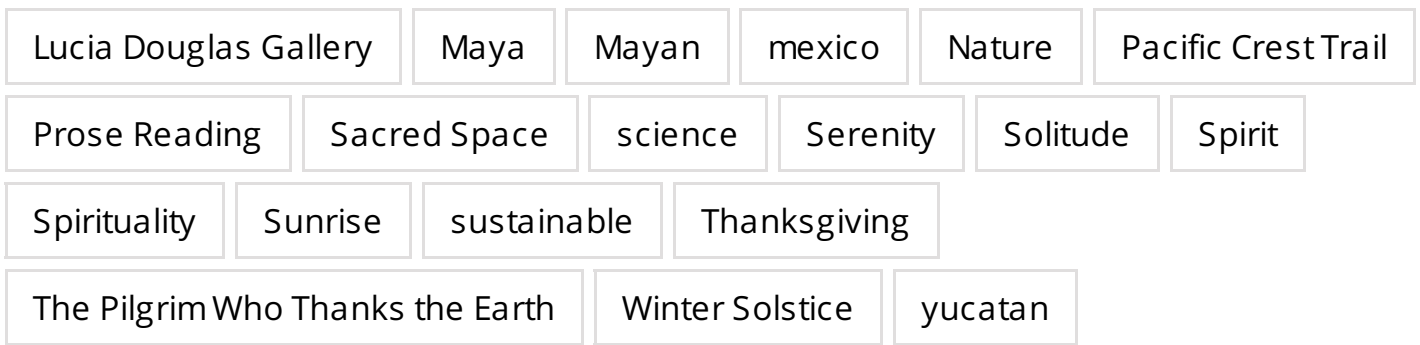 Lucia Douglas Gallery Maya Mayan mexico Nature Pacific Crest Trail
Prose Reading Sacred Space science Serenity Solitude Spirit
Spirituality Sunrise sustainable Thanksgiving
The Pilgrim Who Thanks the Earth Winter Solstice yucatan